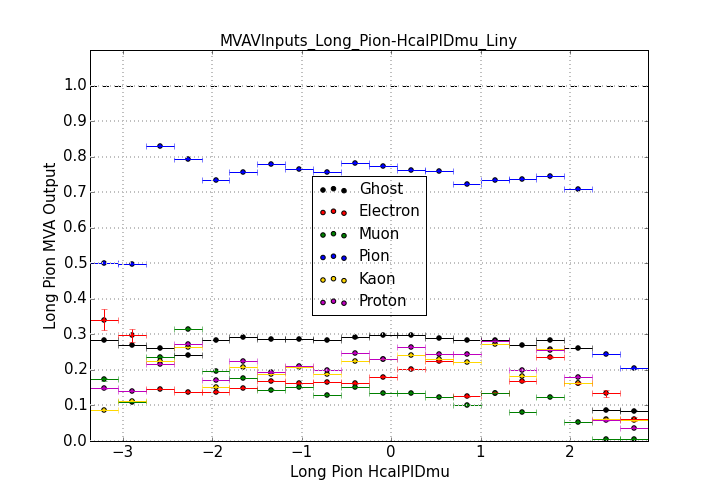 MVAVInputs_Long_Pion-HcalPIDmu_Liny
1.0
0.9
0.8
0.7
0.6
0.5
0.4
0.3
0.2
0.1
0.0
Long Pion MVA Output
Ghost
Electron
Muon
Pion
Kaon
Proton
−3 −2 −1 0 1 2
Long Pion HcalPIDmu